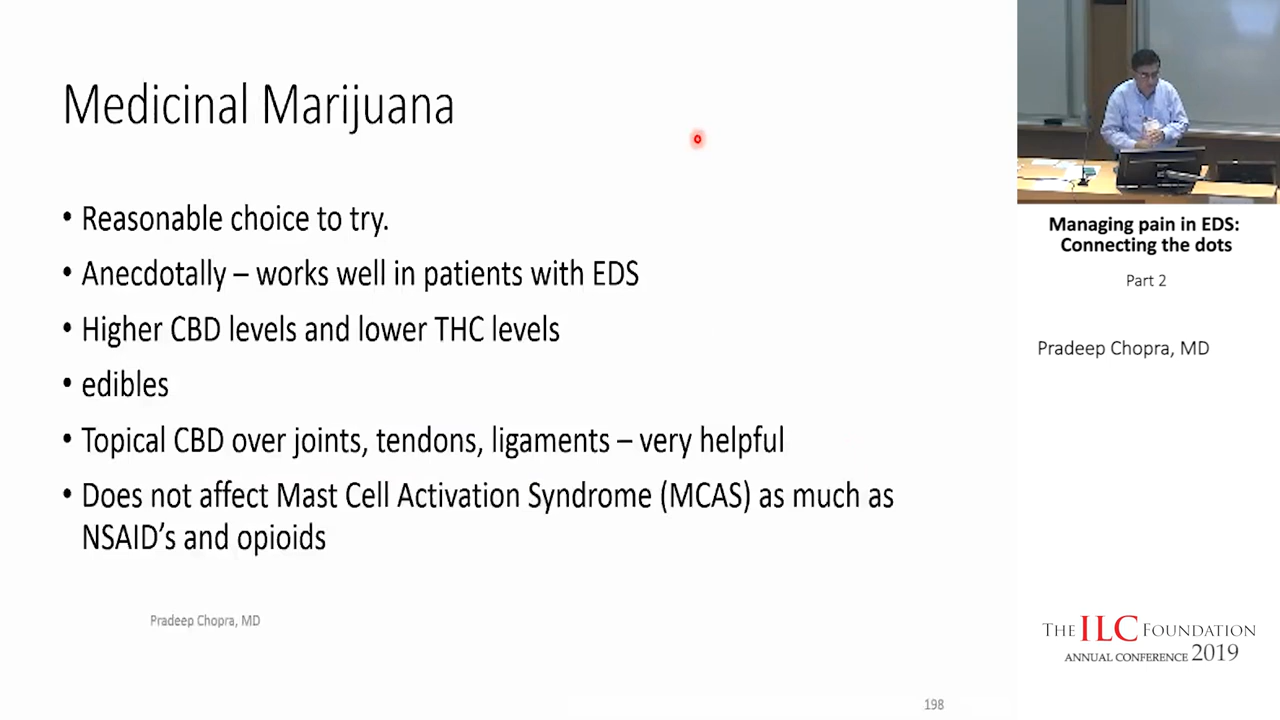 Medicinal Marijuana
• Reasonable choice to try.
• Anecdotally – works well in patients with EDS
• Higher CBD levels and lower THC levels
• edibles
• Topical CBD over joints, tendons, ligaments – very helpful
• Does not affect Mast Cell Activation Syndrome (MCAS) as much as
NSAID’s and opioids
Pradeep Chopra, MD
198
Managing pain in EDS:
Connecting the dots
Part 2
Pradeep Chopra, MD
THE ILC FOUNDATION
ANNUAL CONFERENCE 2019